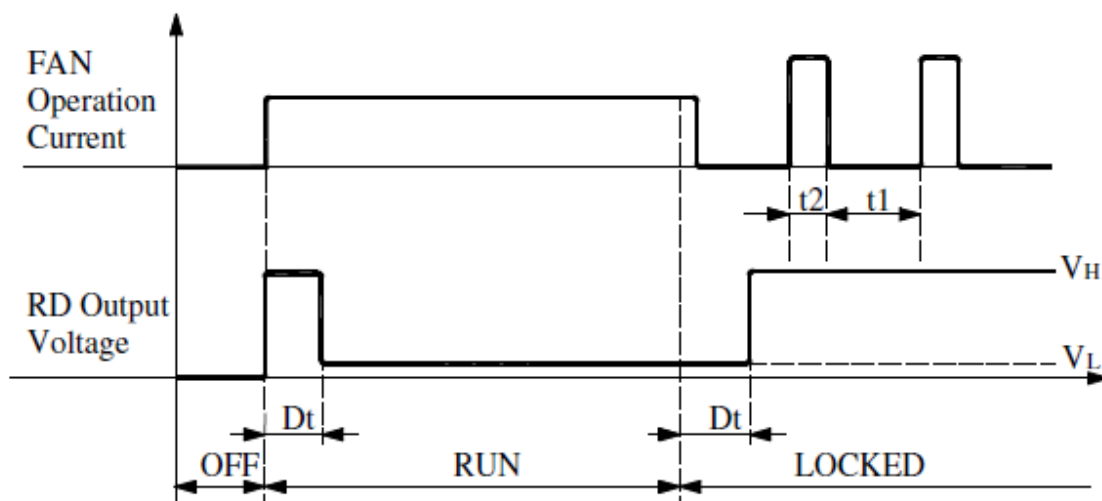 FAN
Operation
Current
t2
t1
VH
RD Output
Voltage
VL
Dt
Dt
OFF
RUN
LOCKED